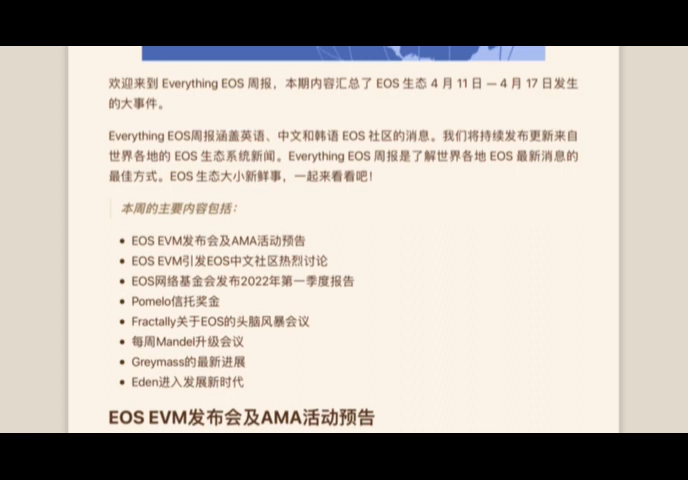 欢迎来到 Everything EOS 周报，本期内容汇总了 EOS 生态 4 月 11 日 — 4 月 17 日发生
的大事件。
Everything EOS周报涵盖英语、中文和韩语 EOS 社区的消息。我们将持续发布更新来自
世界各地的 EOS 生态系统新闻。Everything EOS 周报是了解世界各地 EOS 最新消息的
最佳方式。EOS 生态大小新鲜事，一起来看看吧！
本周的主要内容包括：
• EOS EVM发布会及AMA活动预告
• EOS EVM引发EOS中文社区热烈讨论
• EOS网络基金会发布2022年第一季度报告
• Pomelo信托奖金
• Fractally关于EOS的头脑风暴会议
• 每周Mandel升级会议
• Greymass的最新进展
• Eden进入发展新时代
EOS EVM发布会及AMA活动预告